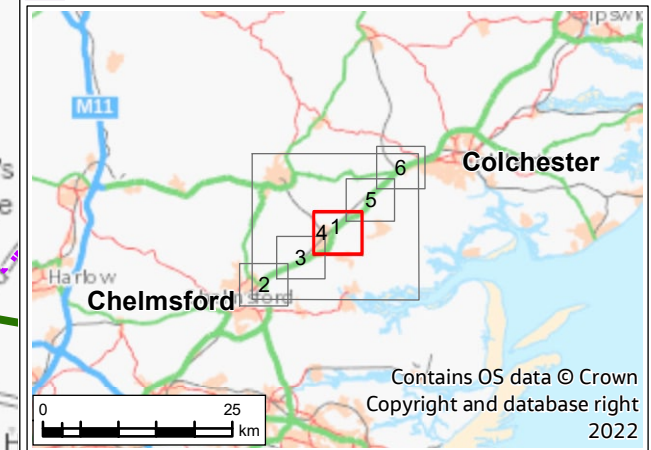 ipswi
M11
's
e
Colchester
6
5
4 1
3
2
Harlow
Chelmsford
Contains OS data © Crown
Copyright and database right
2022
0 25
km